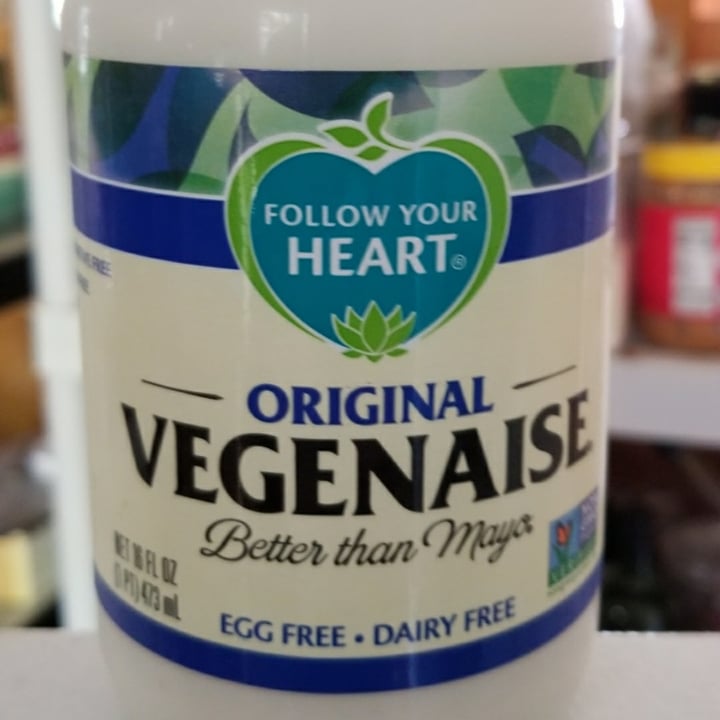 FOLLOW YOUR
HEART®
FREE
ORIGINAL
VEGENAISE
Better than Mayo.
NET 16 FL OZ
(1 PT) 473 mL
EGG FREE • DAIRY FREE